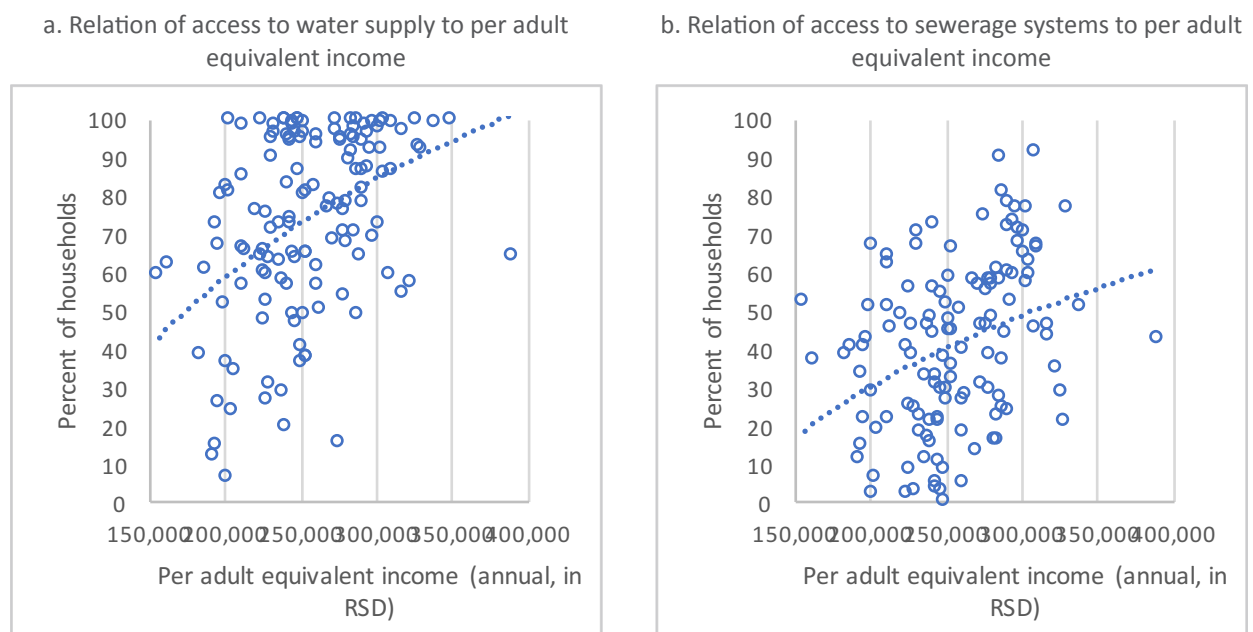 a. Relation of access to water supply to per adult
equivalent income
100
90
80
70
60
50
40
30
20
10
0
Percent of households
150,000 200,000 250,000 300,000 350,000 400,000
Per adult equivalent income (annual, in
RSD)
b. Relation of access to sewerage systems to per adult
equivalent income
100
90
80
70
60
50
40
30
20
10
0
Percent of households
150,000 200,000 250,000 300,000 350,000 400,000
Per adult equivalent income (annual, in
RSD)